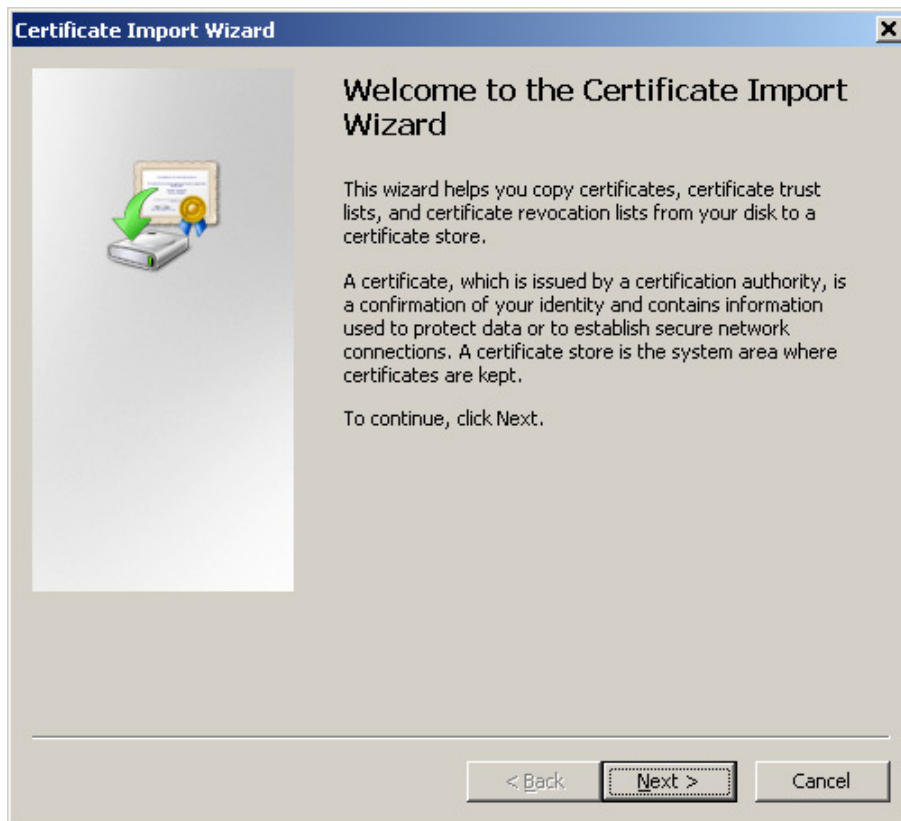 Certificate Import Wizard
Welcome to the Certificate Import
Wizard
This wizard helps you copy certificates, certificate trust
lists, and certificate revocation lists from your disk to a
certificate store.
A certificate, which is issued by a certification authority, is
a confirmation of your identity and contains information
used to protect data or to establish secure network
connections. A certificate store is the system area where
certificates are kept.
To continue, click Next.
< Back Next > Cancel